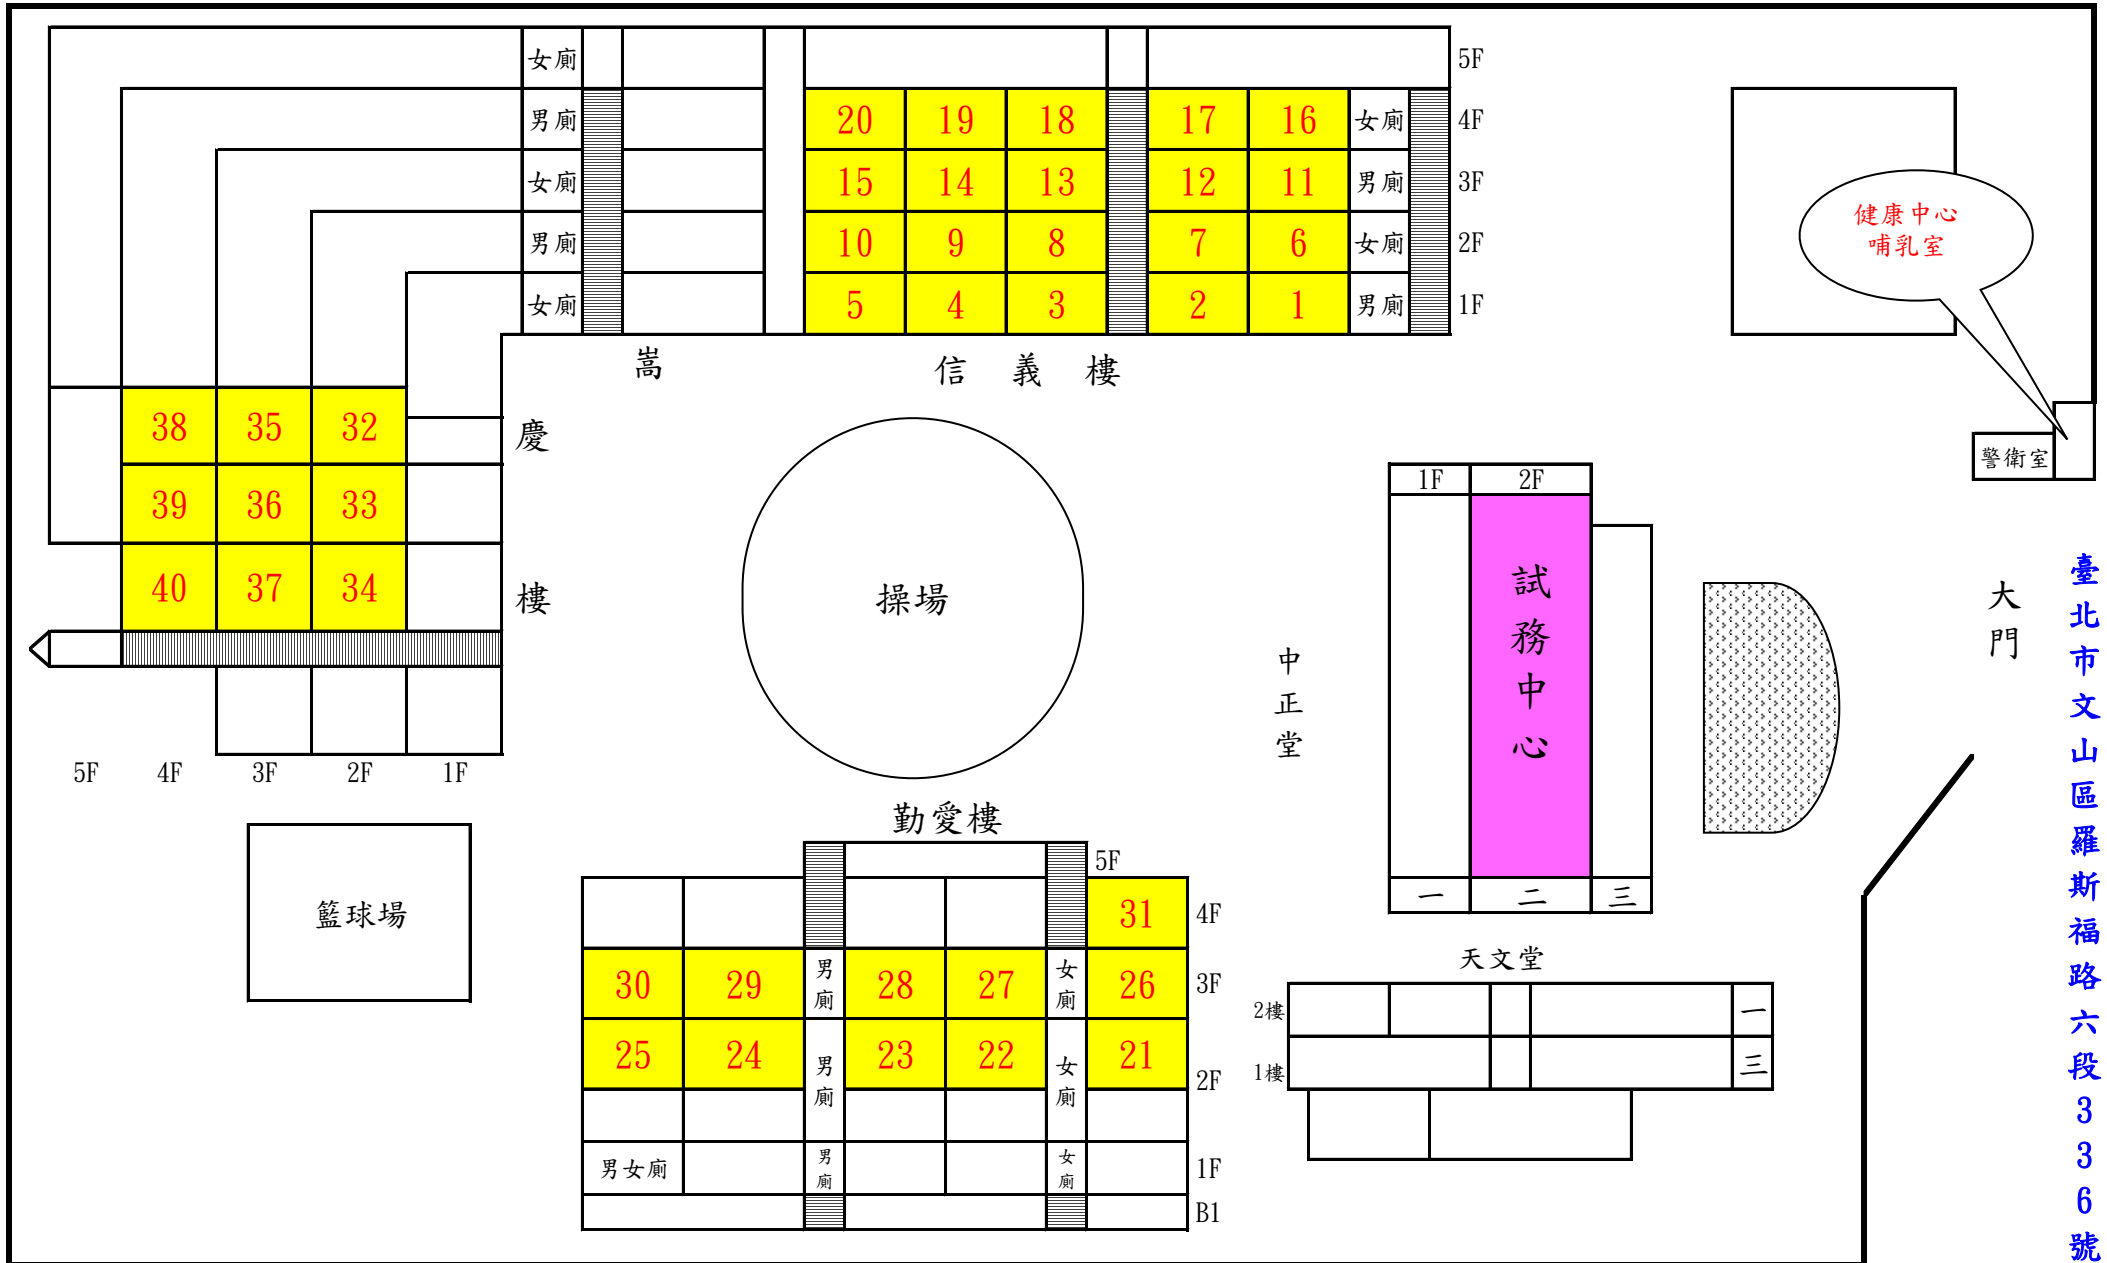 女廁 5F
男廁 20 19 18 17 16 女廁 4F
女廁 15 14 13 12 11 男廁 3F
男廁 10 9 8 7 6 女廁 2F
女廁 5 4 3 2 1 男廁 1F
健康中心
哺乳室
嵩慶樓
信義樓
38 35 32
39 36 33
40 37 34
5F 4F 3F 2F 1F
操場
籃球場
中正堂
1F 2F
試務中心
一 二 三
警衛室
大門
臺北市文山區羅斯福路六段336號
勤愛樓
5F
31 4F
30 29 男廁 28 27 女廁 26 3F
25 24 男廁 23 22 女廁 21 2F
男女廁 男廁 女廁 1F
B1
天文堂
2樓 一
1樓 三